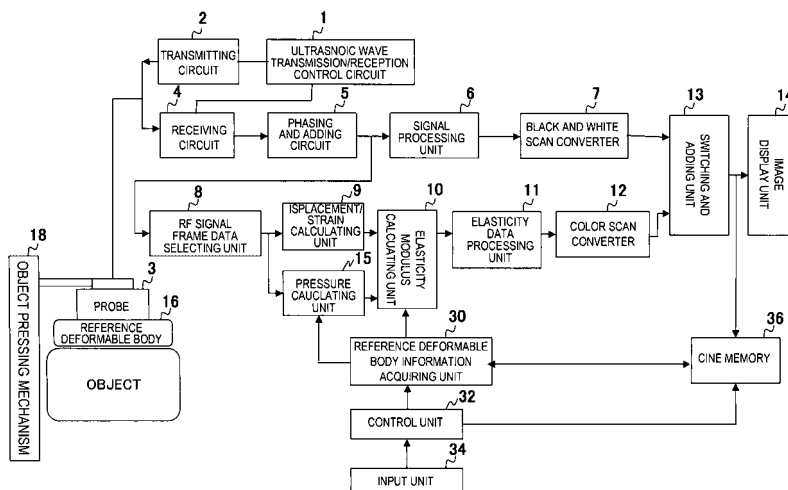 2
1
TRANSMITTING
CIRCUIT
ULTRASNOIC WAVE
TRANSMISSION/RECEPTION
CONTROL CIRCUIT
4
5
6
7
13
14
RECEIVING
CIRCUIT
PHASING
AND ADDING
CIRCUIT
SIGNAL
PROCESSING
UNIT
BLACK AND WHITE
SCAN CONVERTER
SWITCHING AND
ADDING UNIT
IMAGE
DISPLAY UNIT
8
9
10
11
12
RF SIGNAL
FRAME DATA
SELECTING UNIT
ISPLACEMENT/
STRAIN
CALCULATING
UNIT
ELASTICITY
MODULUS
CALCUATING UNIT
ELASTICITY
DATA
PROCESSING
UNIT
COLOR SCAN
CONVERTER
18
3
15
OBJECT PRESSING MECHANISM
PROBE
16
PRESSURE
CAUCLATING
UNIT
REFERENCE
DEFORMABLE BODY
30
36
OBJECT
REFERENCE DEFORMABLE
BODY INFORMATION
ACQUIRING UNIT
CINE MEMORY
32
CONTROL UNIT
34
INPUT UNIT